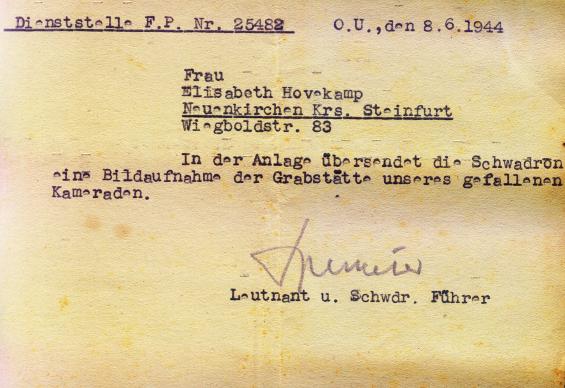 Dienststelle F.P. Nr. 25482 O.U., den 8.6.1944
Frau
Elisabeth Hovekamp
Neuenkirchen Krs. Steinfurt
Wiegboldstr. 83
In der Anlage übersendet die Schwadron
eine Bildaufnahme der Grabstätte unseres gefallenen
Kameraden.
Leutnant u. Schwdr. Führer